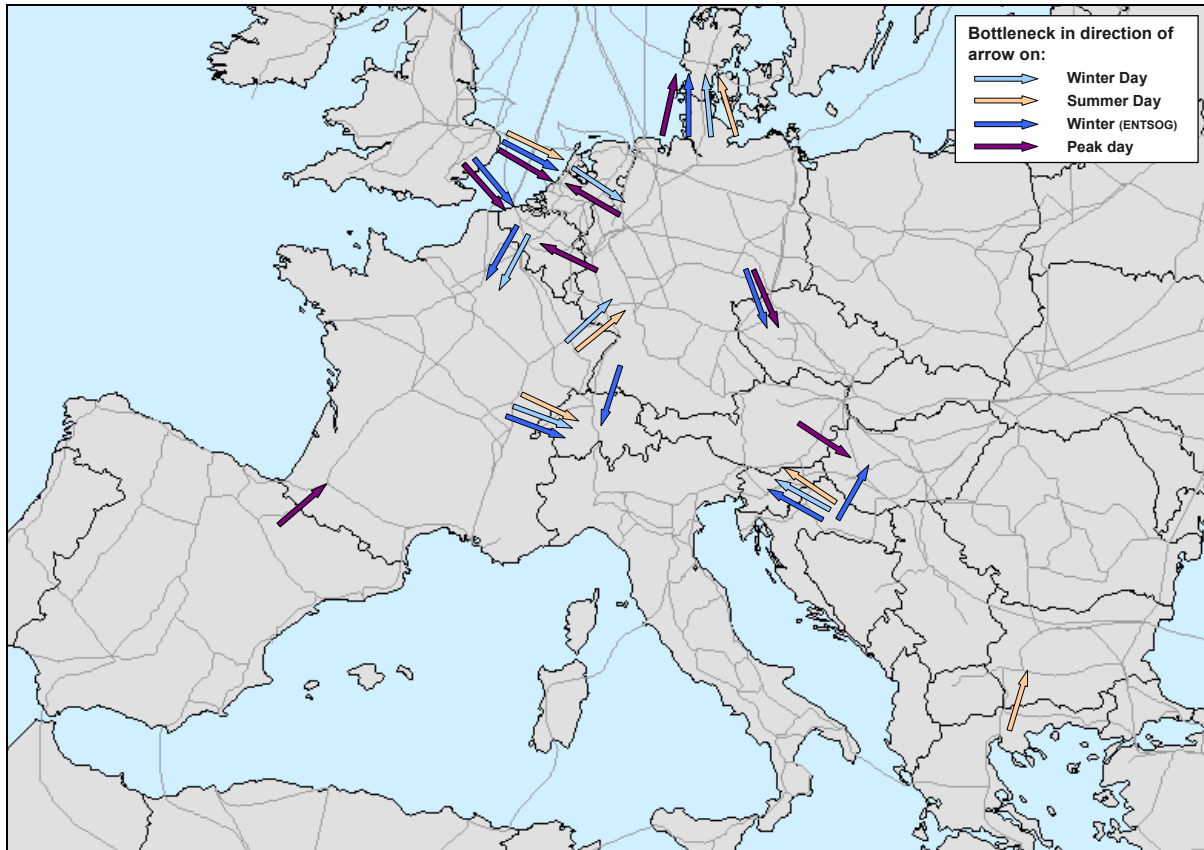 Bottleneck in direction of
arrow on:
Winter Day
Summer Day
Winter (ENTSOG)
Peak day